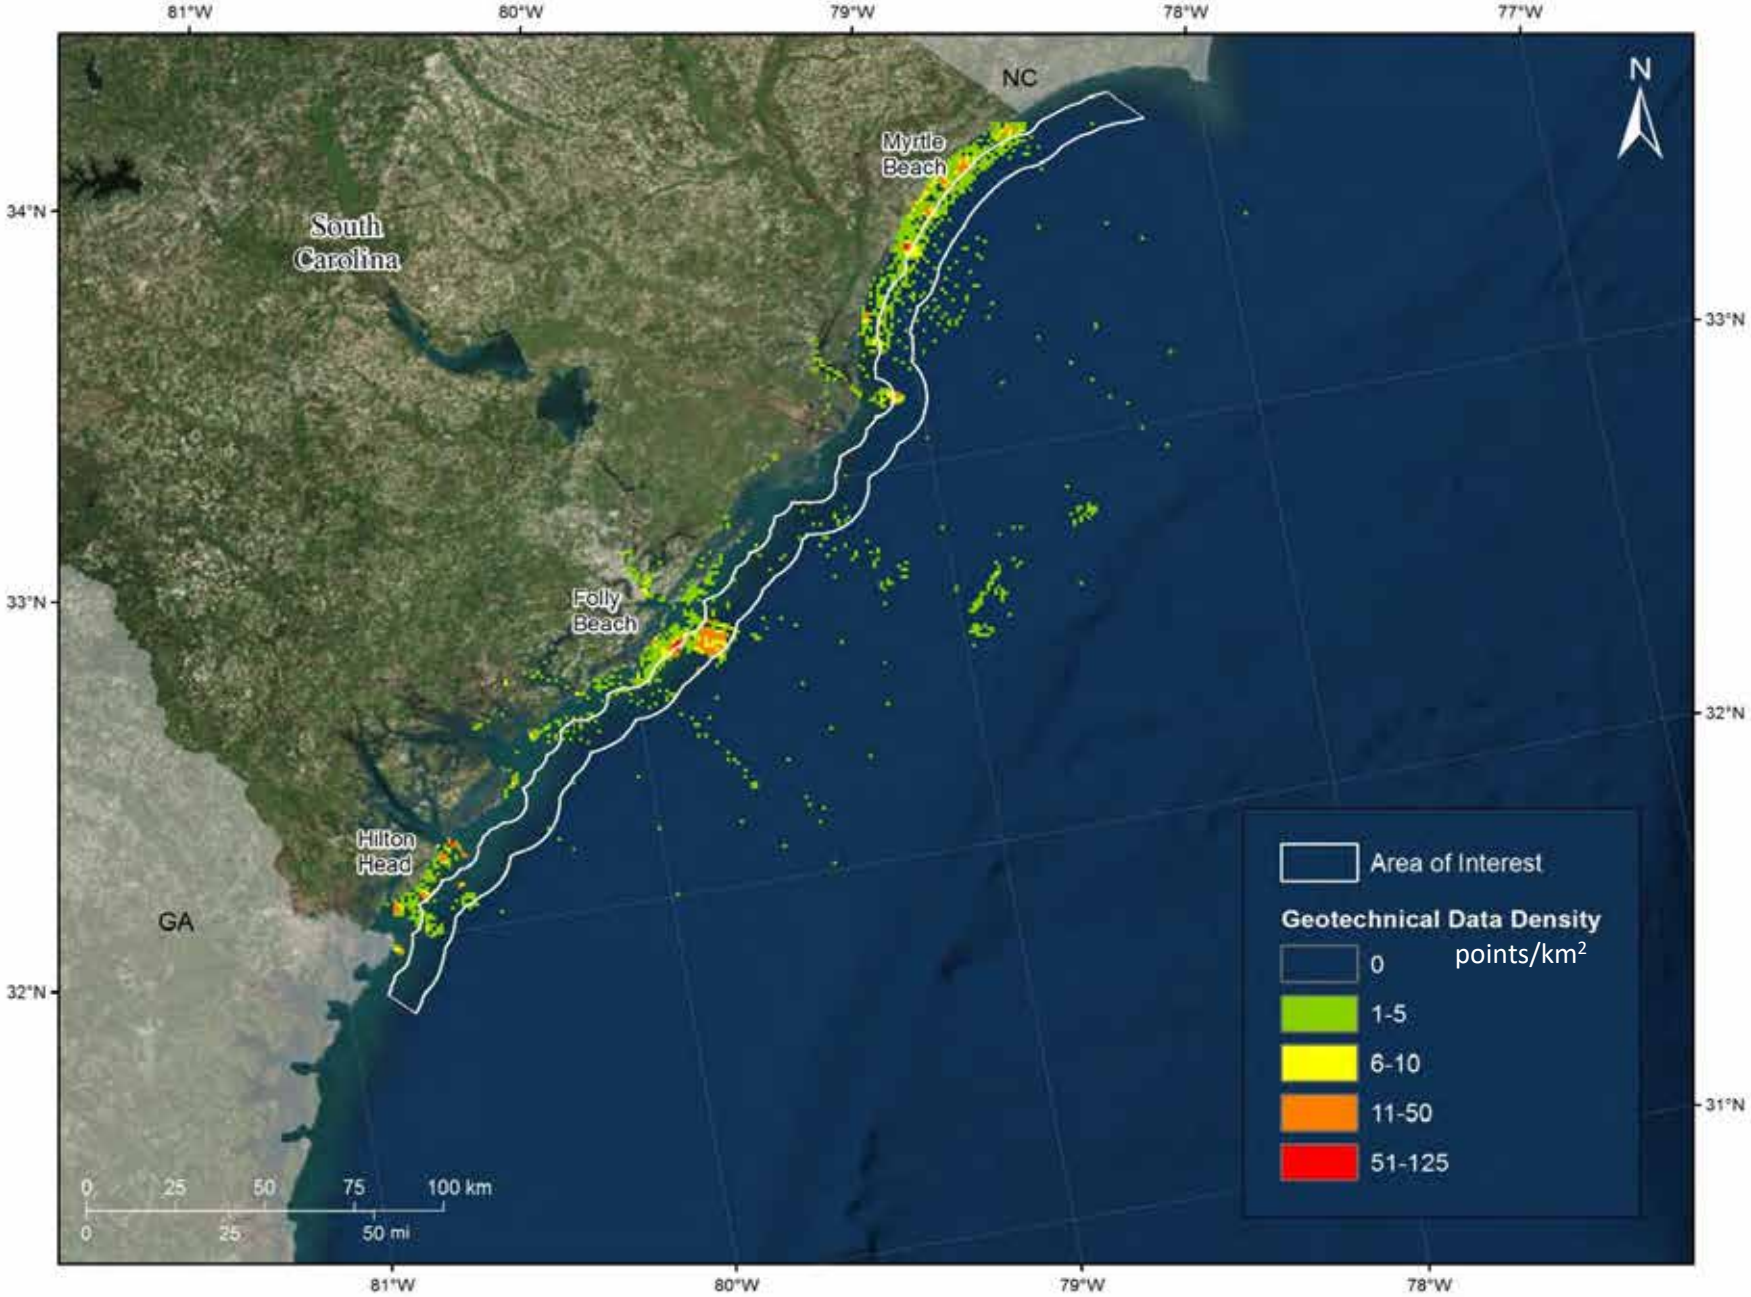 81°W 80°W 79°W 78°W 77°W
N
NC
Myrtle
Beach
34°N
South
Carolina
33°N
33°N
Folly
Beach
32°N
Hilton
Head
Area of Interest
GA
Geotechnical Data Density
points/km²
0
32°N
1-5
6-10
31°N
11-50
51-125
0 25 50 75 100 km
0 25 50 mi
81°W 80°W 79°W 78°W